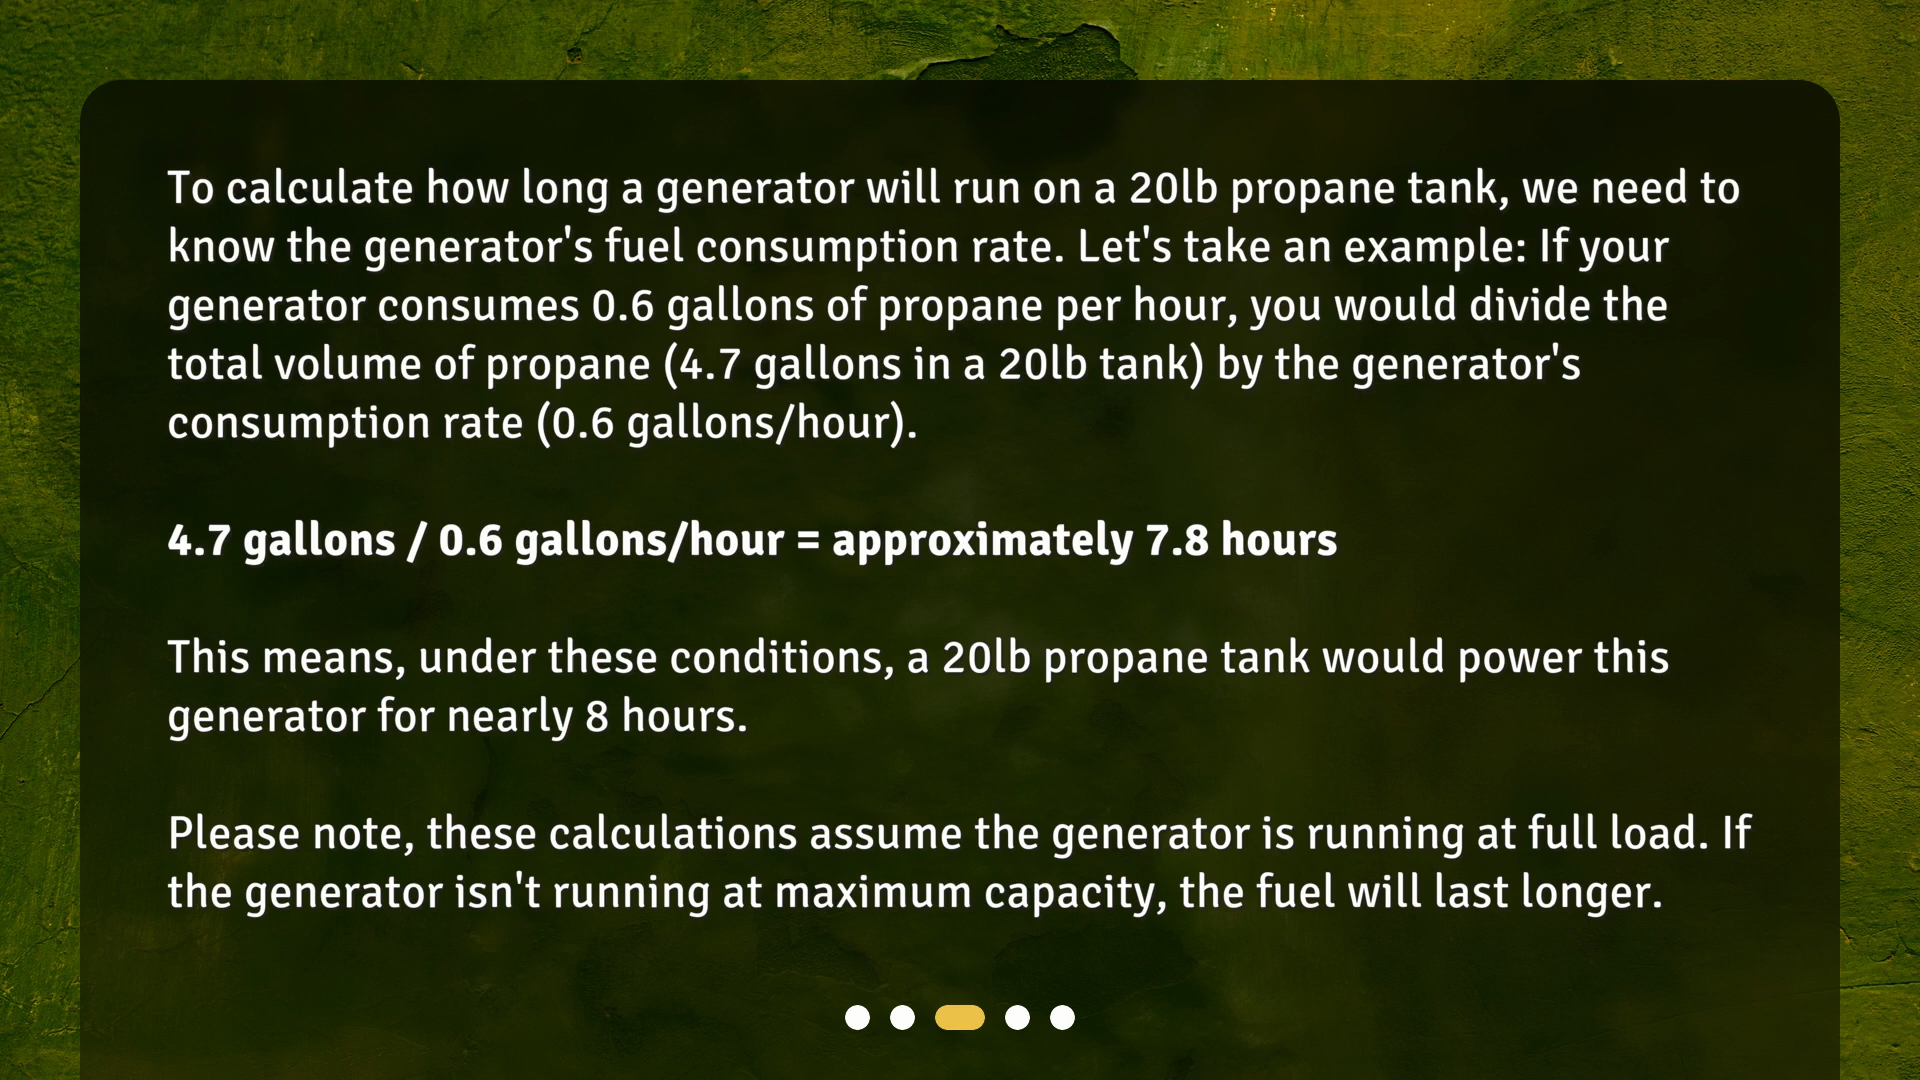 To calculate how long a generator will run on a 20lb propane tank, we need to
know the generator's fuel consumption rate. Let's take an example: If your
generator consumes 0.6 gallons of propane per hour, you would divide the
total volume of propane (4.7 gallons in a 20lb tank) by the generator's
consumption rate (0.6 gallons/hour).
4.7 gallons / 0.6 gallons/hour = approximately 7.8 hours
This means, under these conditions, a 20lb propane tank would power this
generator for nearly 8 hours.
Please note, these calculations assume the generator is running at full load. If
the generator isn't running at maximum capacity, the fuel will last longer.